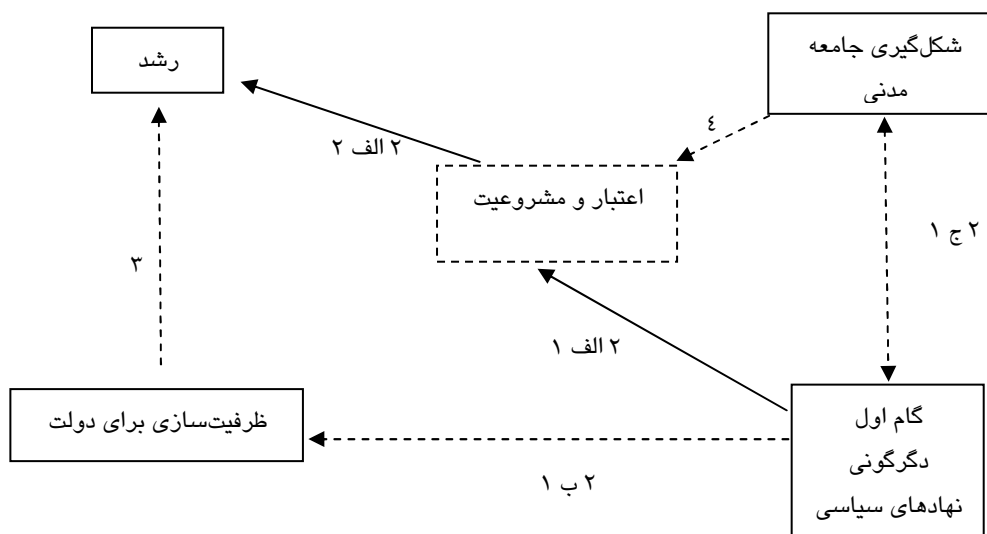 شکل‌گیری جامعه
مدنی
رشد
٤
۲ الف ۲
اعتبار و مشروعیت
۲ ج ۱
۳
۲ الف ۱
گام اول
دگرگونی
نهادهای سیاسی
ظرفیت‌سازی برای دولت
۲ ب ۱